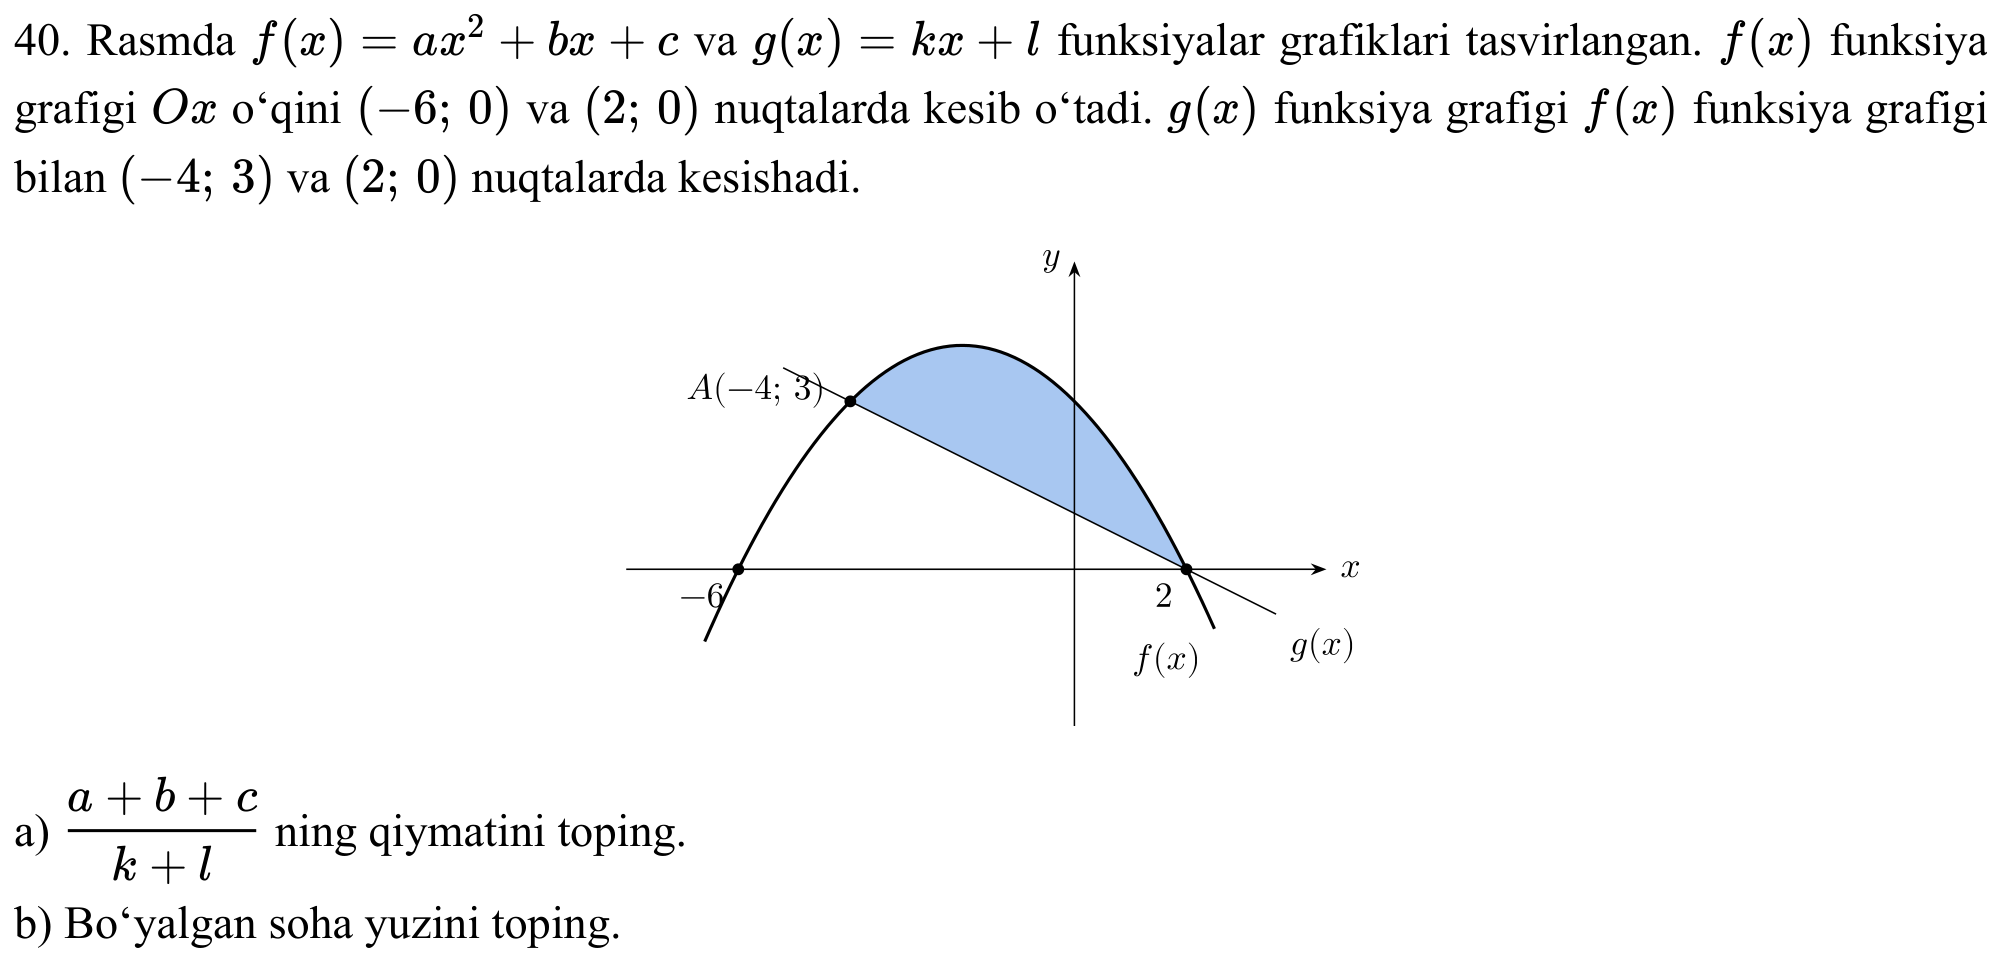 40. Rasmda f(x) = ax² + bx + c va g(x) = kx + l funksiyalar grafiklari tasvirlangan. f(x) funksiya
grafigi Ox o‘qini (−6; 0) va (2; 0) nuqtalarda kesib o‘tadi. g(x) funksiya grafigi f(x) funksiya grafigi
bilan (−4; 3) va (2; 0) nuqtalarda kesishadi.
y
A(−4; 3)
x
−6
2
g(x)
f(x)
a) (a + b + c)/(k + l) ning qiymatini toping.
b) Bo‘yalgan soha yuzini toping.